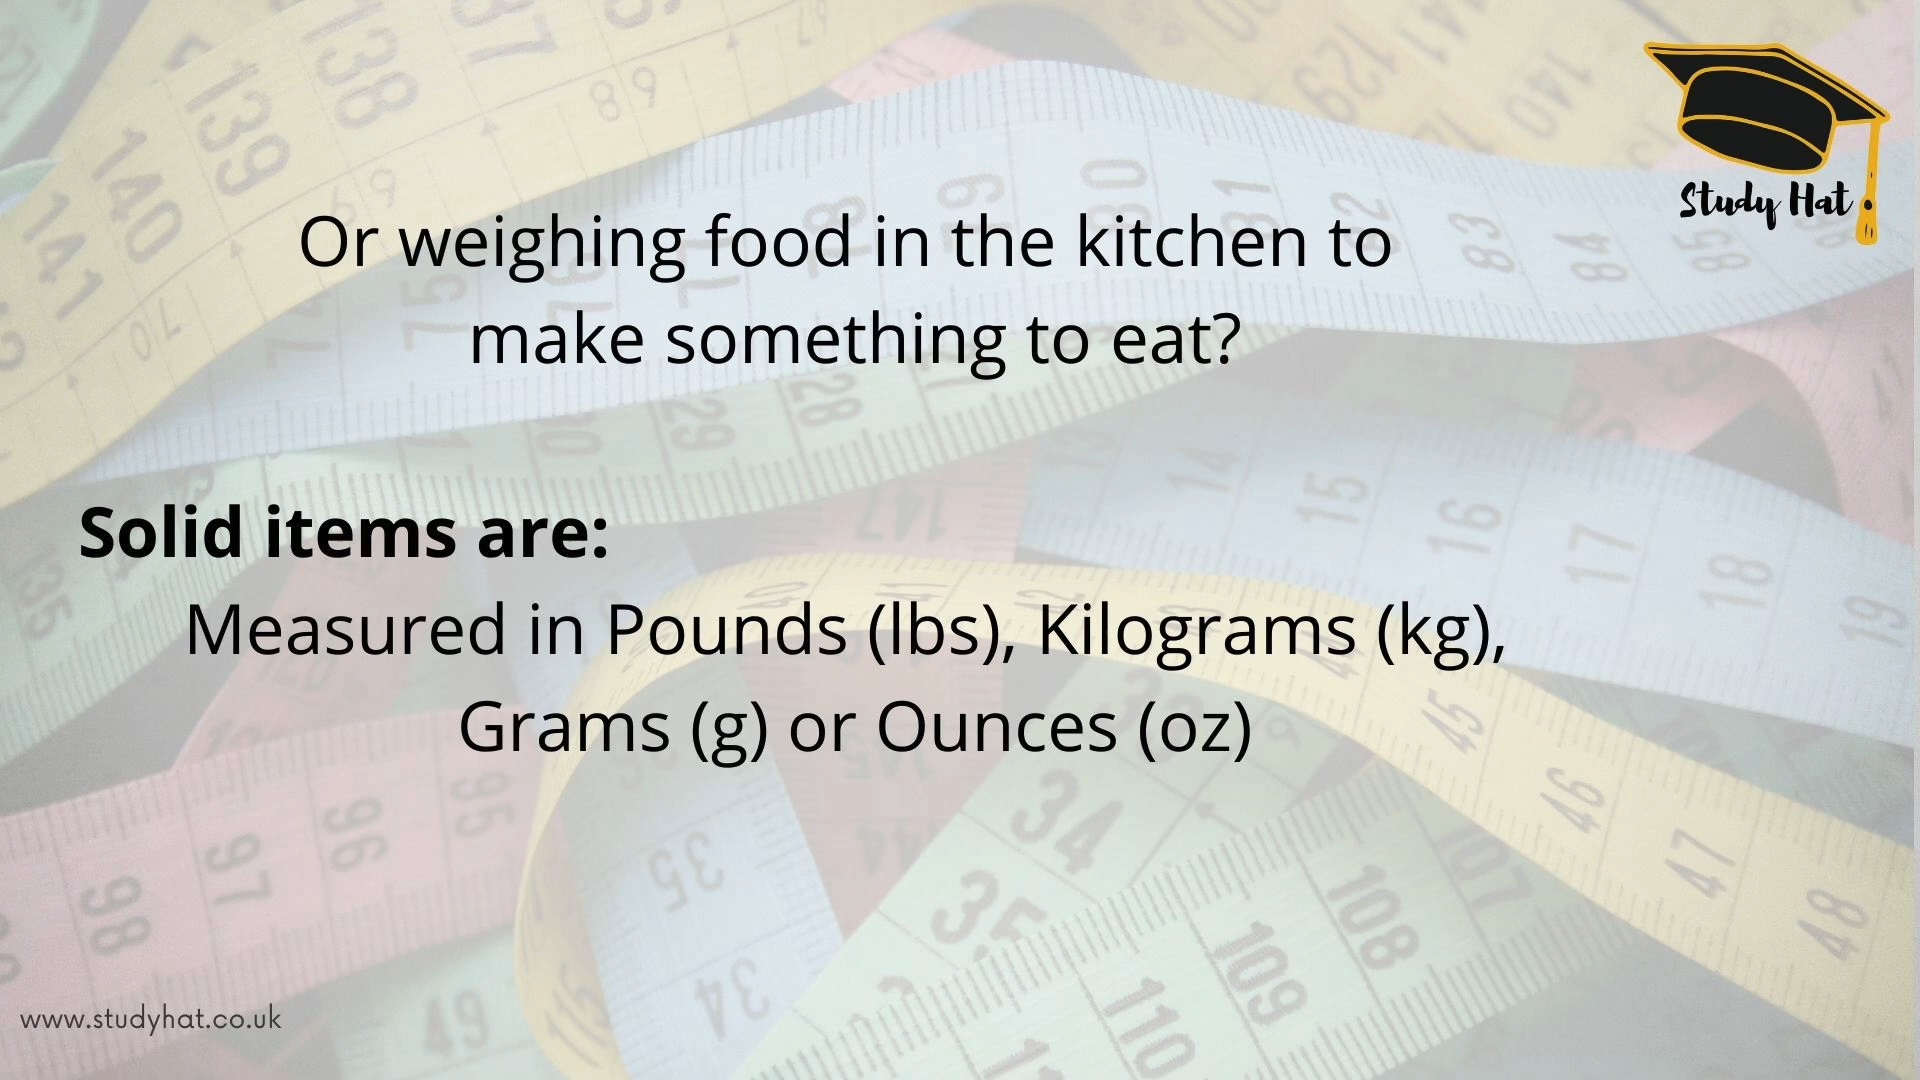 Study Hat
Or weighing food in the kitchen to
make something to eat?
Solid items are:
Measured in Pounds (lbs), Kilograms (kg),
Grams (g) or Ounces (oz)
www.studyhat.co.uk